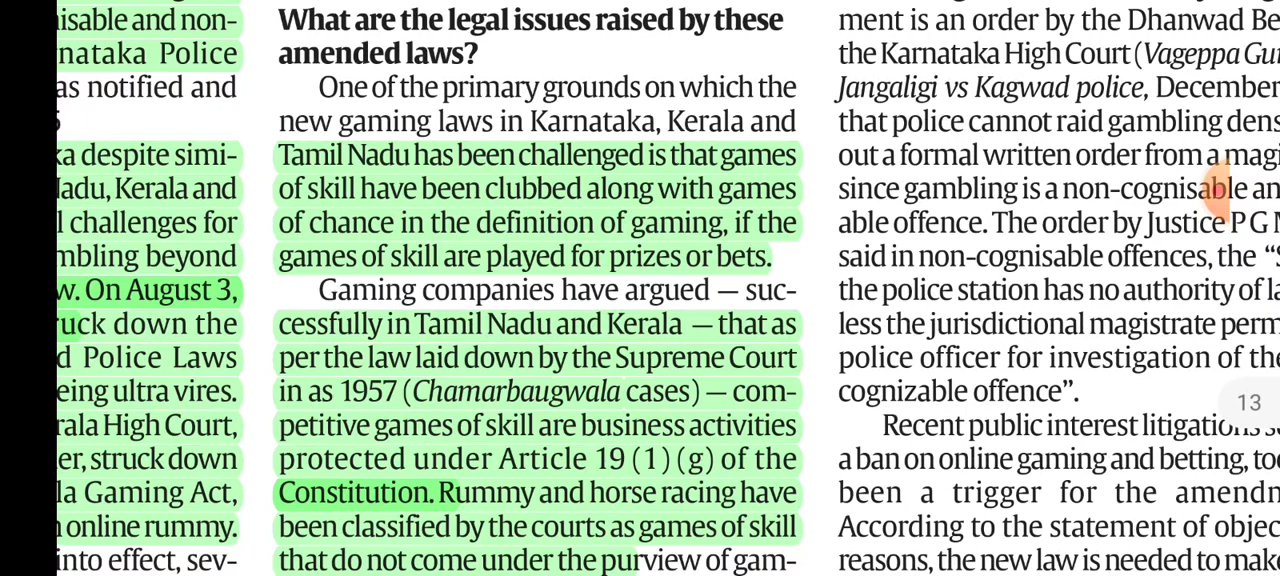 isable and non-
nataka Police
as notified and
5
ka despite simi-
Nadu, Kerala and
l challenges for
mbling beyond
w. On August 3,
ruck down the
d Police Laws
eing ultra vires.
rala High Court,
er, struck down
la Gaming Act,
online rummy.
into effect, sev-
What are the legal issues raised by these
amended laws?
One of the primary grounds on which the
new gaming laws in Karnataka, Kerala and
Tamil Nadu has been challenged is that games
of skill have been clubbed along with games
of chance in the definition of gaming, if the
games of skill are played for prizes or bets.
Gaming companies have argued — suc-
cessfully in Tamil Nadu and Kerala — that as
per the law laid down by the Supreme Court
in as 1957 (Chamarbaugwala cases) — com-
petitive games of skill are business activities
protected under Article 19 (1) (g) of the
Constitution. Rummy and horse racing have
been classified by the courts as games of skill
that do not come under the purview of gam-
ment is an order by the Dhanwad Be
the Karnataka High Court (Vageppa Gur
Jangaligi vs Kagwad police, December
that police cannot raid gambling dens
out a formal written order from a magi
since gambling is a non-cognisable an
able offence. The order by Justice P G
said in non-cognisable offences, the “S
the police station has no authority of la
less the jurisdictional magistrate perm
police officer for investigation of the
cognizable offence”.
13
Recent public interest litigations
a ban on online gaming and betting, too
been a trigger for the amendm
According to the statement of objec
reasons, the new law is needed to make